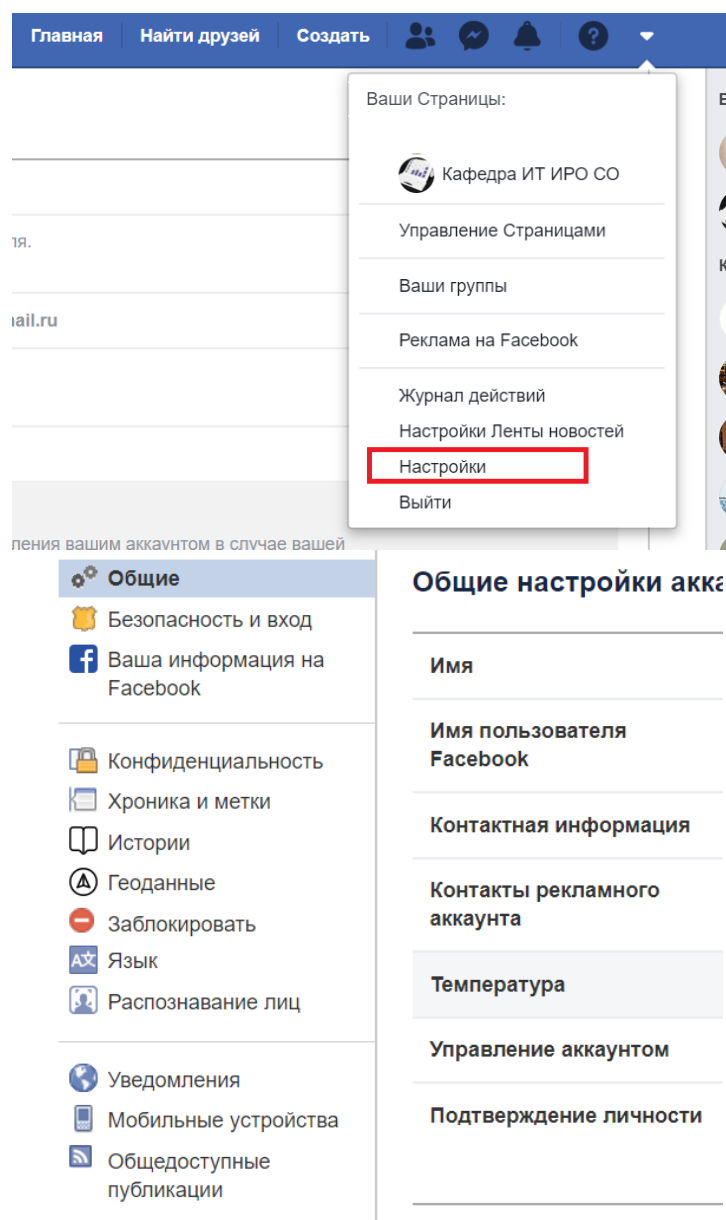 Главная Найти друзей Создать
Ваши Страницы:
Кафедра ИТ ИРО СО
Управление Страницами
Ваши группы
Реклама на Facebook
Журнал действий
Настройки Ленты новостей
Настройки
Выйти
ля.
ail.ru
ления вашим аккаунтом в случае вашей
Общие
Безопасность и вход
Ваша информация на
Facebook
Конфиденциальность
Хроника и метки
Истории
Геоданные
Заблокировать
Язык
Распознавание лиц
Уведомления
Мобильные устройства
Общедоступные
публикации
Общие настройки акка
Имя
Имя пользователя
Facebook
Контактная информация
Контакты рекламного
аккаунта
Температура
Управление аккаунтом
Подтверждение личности